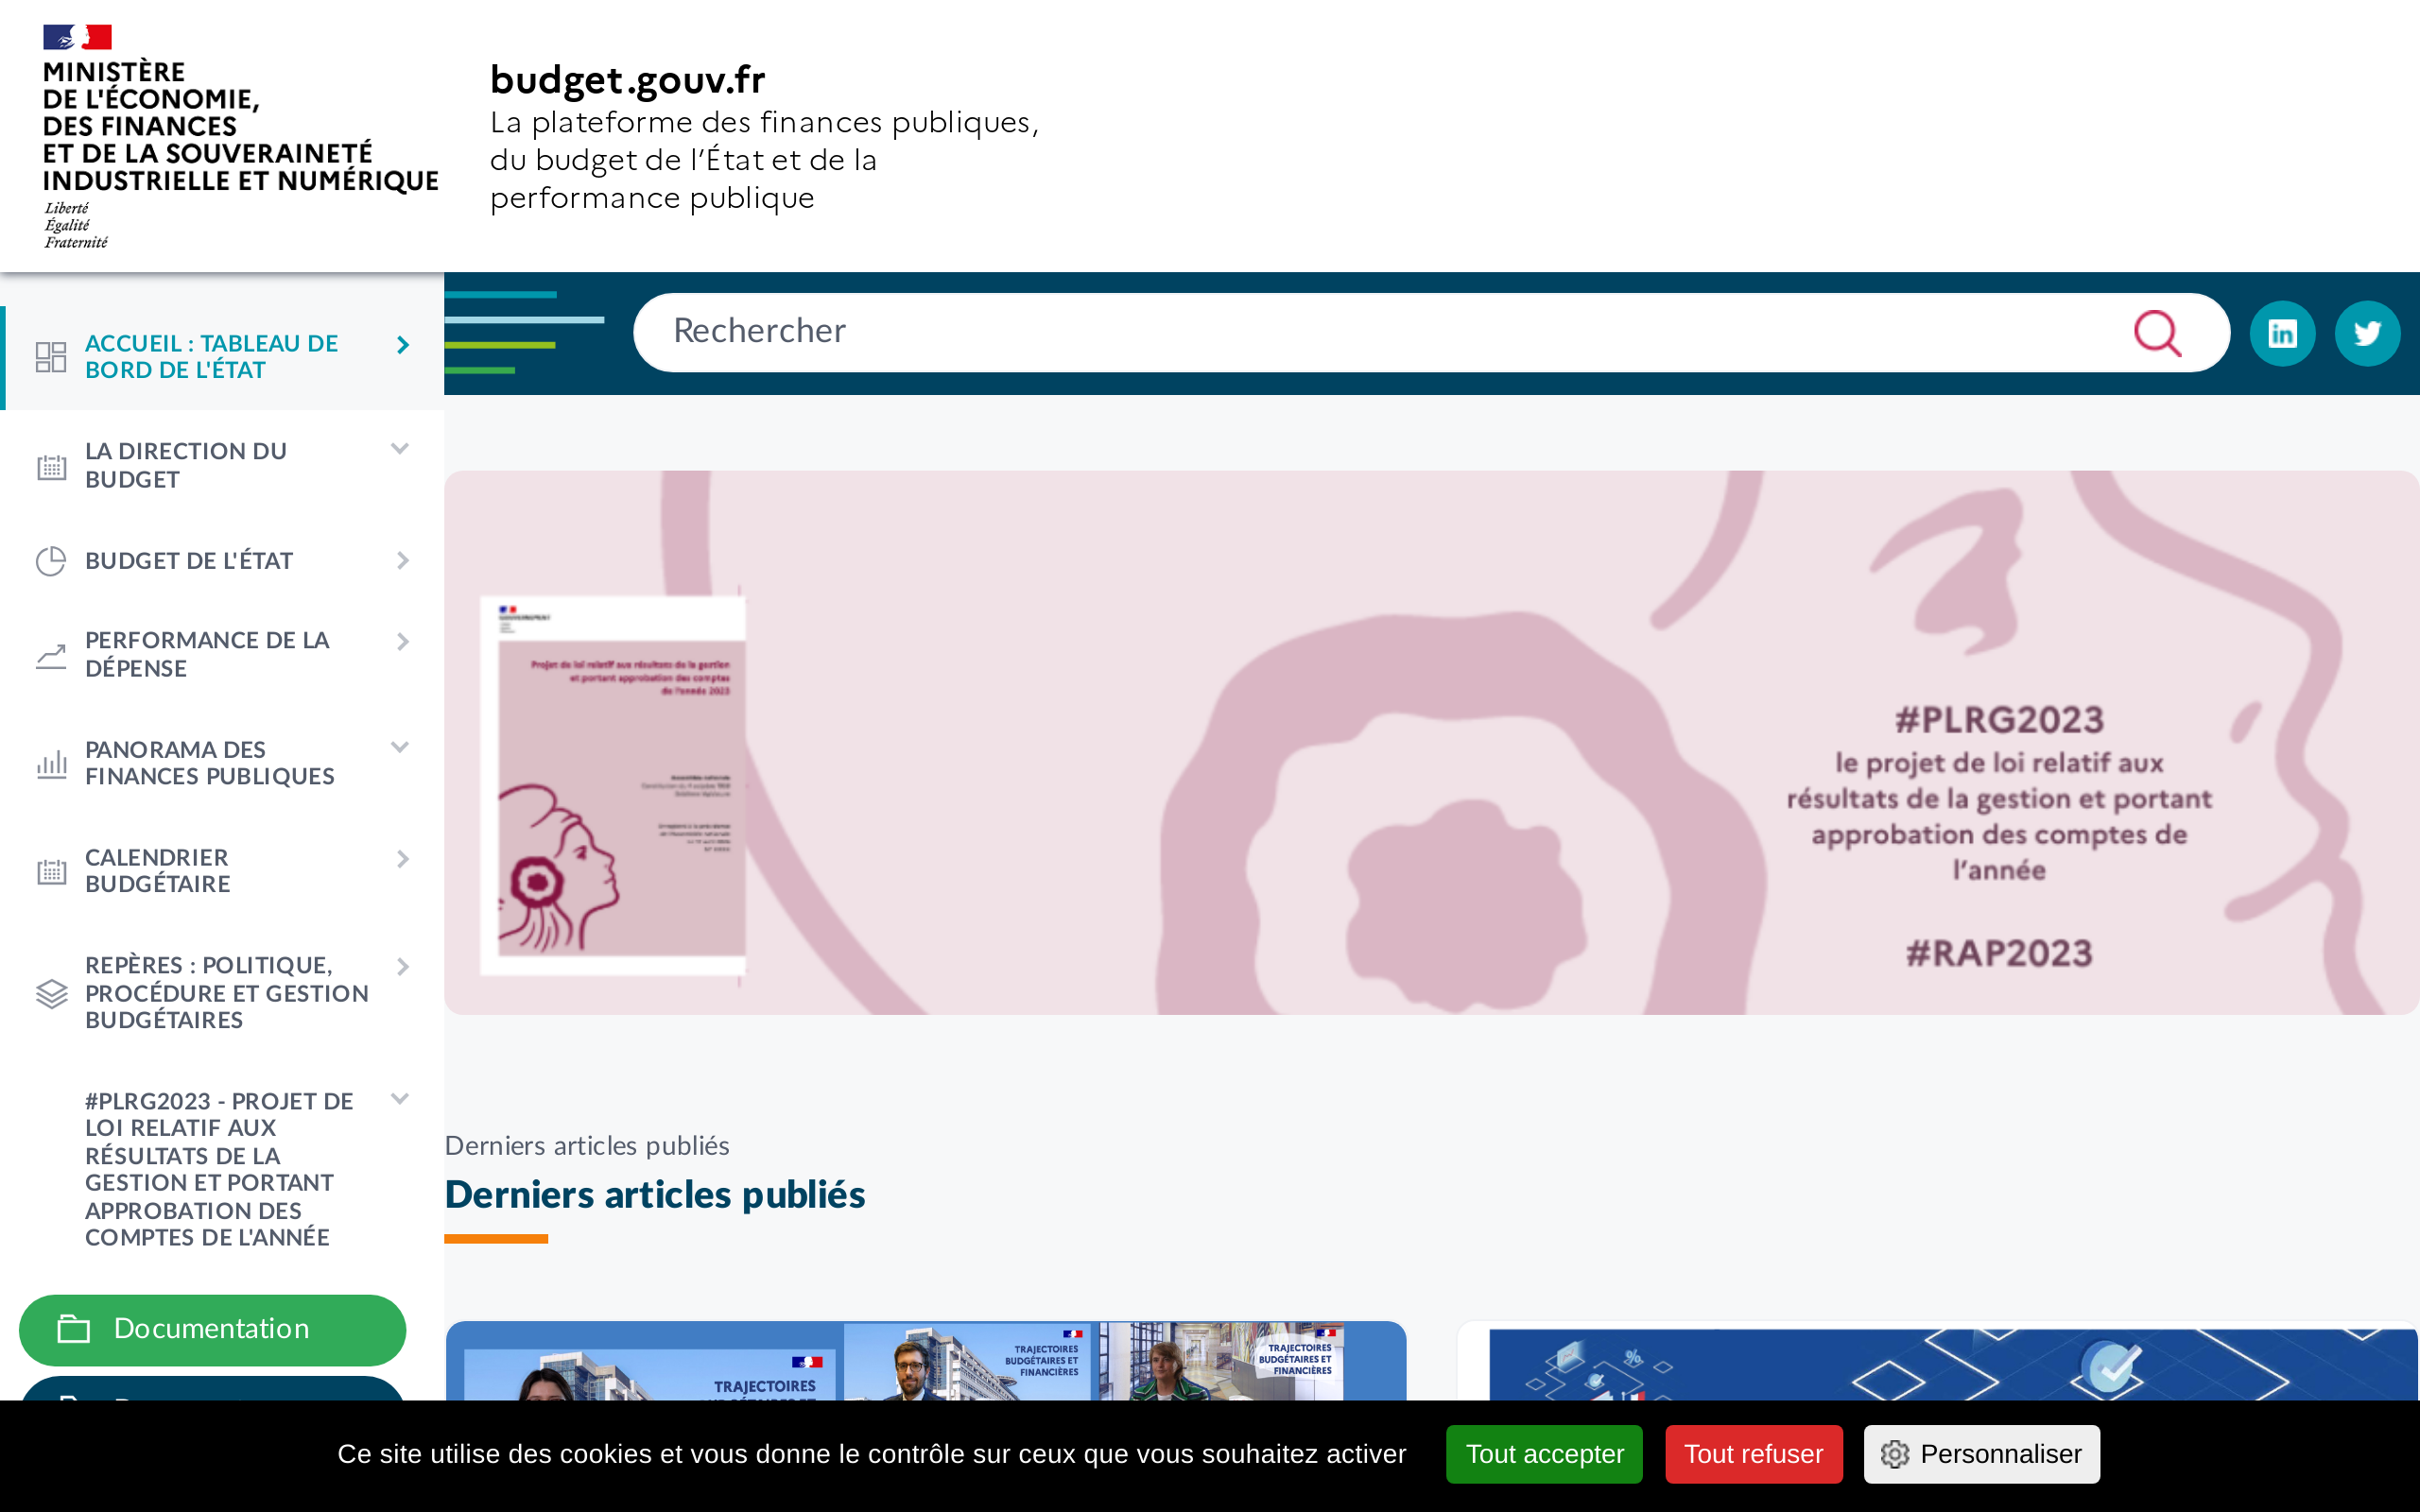 MINISTÈRE
DE L'ÉCONOMIE,
DES FINANCES
ET DE LA SOUVERAINETÉ
INDUSTRIELLE ET NUMÉRIQUE
Liberté
Égalité
Fraternité
budget.gouv.fr
La plateforme des finances publiques,
du budget de l’État et de la
performance publique
Rechercher
ACCUEIL : TABLEAU DE
BORD DE L'ÉTAT
LA DIRECTION DU
BUDGET
BUDGET DE L'ÉTAT
PERFORMANCE DE LA
DÉPENSE
PANORAMA DES
FINANCES PUBLIQUES
CALENDRIER
BUDGÉTAIRE
REPÈRES : POLITIQUE,
PROCÉDURE ET GESTION
BUDGÉTAIRES
#PLRG2023 - PROJET DE
LOI RELATIF AUX
RÉSULTATS DE LA
GESTION ET PORTANT
APPROBATION DES
COMPTES DE L'ANNÉE
Documentation
Projet de loi relatif aux résultats de la gestion
et portant approbation des comptes
de l'année 2023
Assemblée nationale
#PLRG2023
le projet de loi relatif aux
résultats de la gestion et portant
approbation des comptes de
l’année
#RAP2023
Derniers articles publiés
Derniers articles publiés
TRAJECTOIRES
TRAJECTOIRES
BUDGÉTAIRES ET
FINANCIÈRES
TRAJECTOIRES
BUDGÉTAIRES ET
FINANCIÈRES
%
Ce site utilise des cookies et vous donne le contrôle sur ceux que vous souhaitez activer
Tout accepter
Tout refuser
Personnaliser